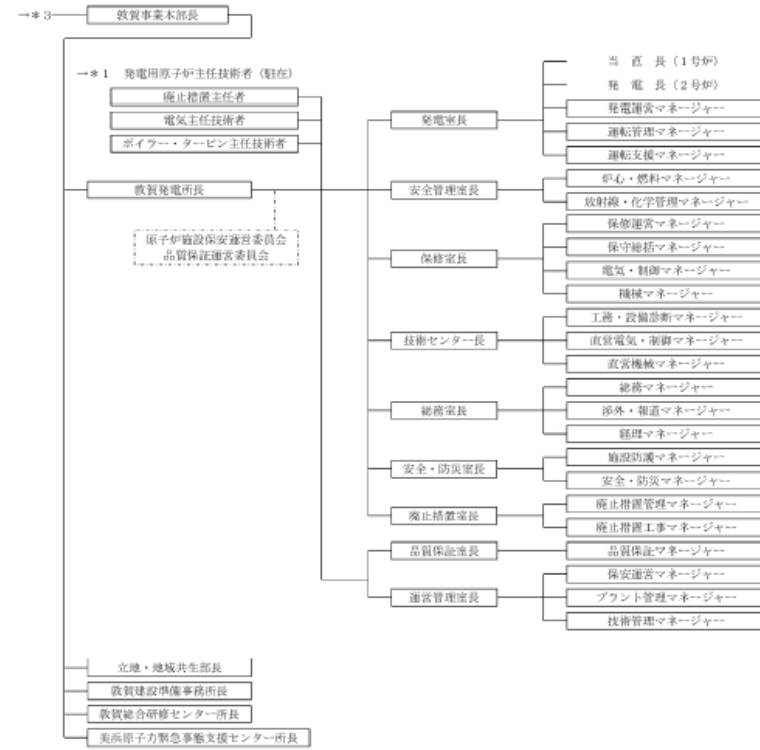 →＊3
敦賀事業本部長
→＊1 発電用原子炉主任技術者（駐在）
廃止措置主任者
電気主任技術者
ボイラー・タービン主任技術者
敦賀発電所長
原子炉施設保安運営委員会
品質保証運営委員会
発電室長
当　直　長（1号炉）
発　電　長（2号炉）
発電運営マネージャー
運転管理マネージャー
運転支援マネージャー
安全管理室長
炉心・燃料マネージャー
放射線・化学管理マネージャー
保修室長
保修運営マネージャー
保守総括マネージャー
電気・制御マネージャー
機械マネージャー
技術センター長
工務・設備診断マネージャー
直営電気・制御マネージャー
直営機械マネージャー
総務室長
総務マネージャー
渉外・報道マネージャー
経理マネージャー
安全・防災室長
施設防護マネージャー
安全・防災マネージャー
廃止措置室長
廃止措置管理マネージャー
廃止措置工事マネージャー
品質保証室長
品質保証マネージャー
運営管理室長
保安運営マネージャー
プラント管理マネージャー
技術管理マネージャー
立地・地域共生部長
敦賀建設準備事務所長
敦賀総合研修センター所長
美浜原子力緊急事態支援センター所長